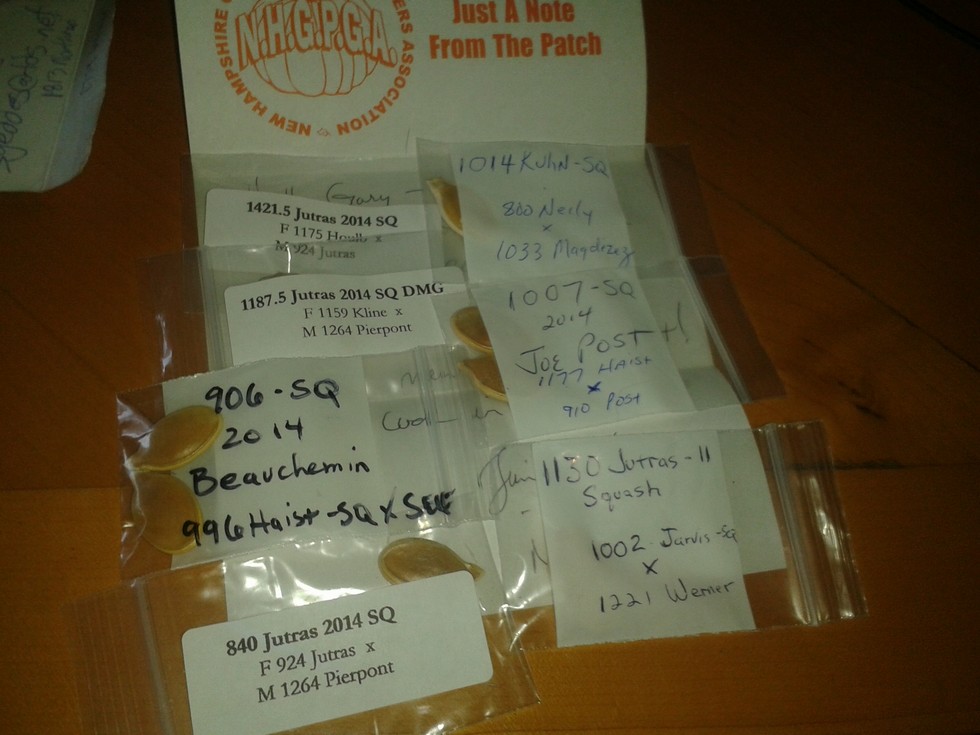 NEW HAMPSHIRE
ERS ASSOCIATION
N.H.G.P.G.A.
Just A Note
From The Patch
Gary -
1421.5 Jutras 2014 SQ
F 1175 x
M 924 Jutras
1014 Kuhn-SQ
800 Neily
x
1033
1187.5 Jutras 2014 SQ DMG
F 1159 Kline x
M 1264 Pierpont
1007-SQ
2014
JOE POST
1177 HAIST
x
910 POST
906-SQ
2014
Beauchemin
996 Haist-SQ x SELF
1130 Jutras-11
Squash
1002 Jarvis-SQ
x
1221 Werner
840 Jutras 2014 SQ
F 924 Jutras x
M 1264 Pierpont